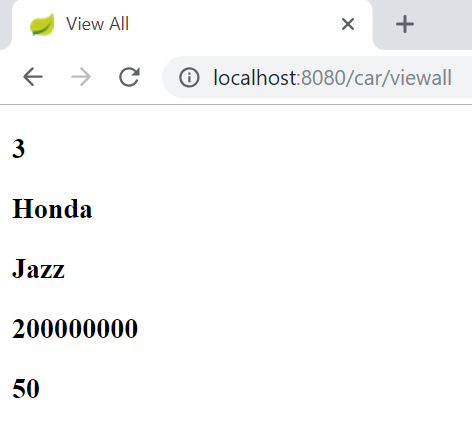 View All
localhost:8080/car/viewall
3
Honda
Jazz
200000000
50